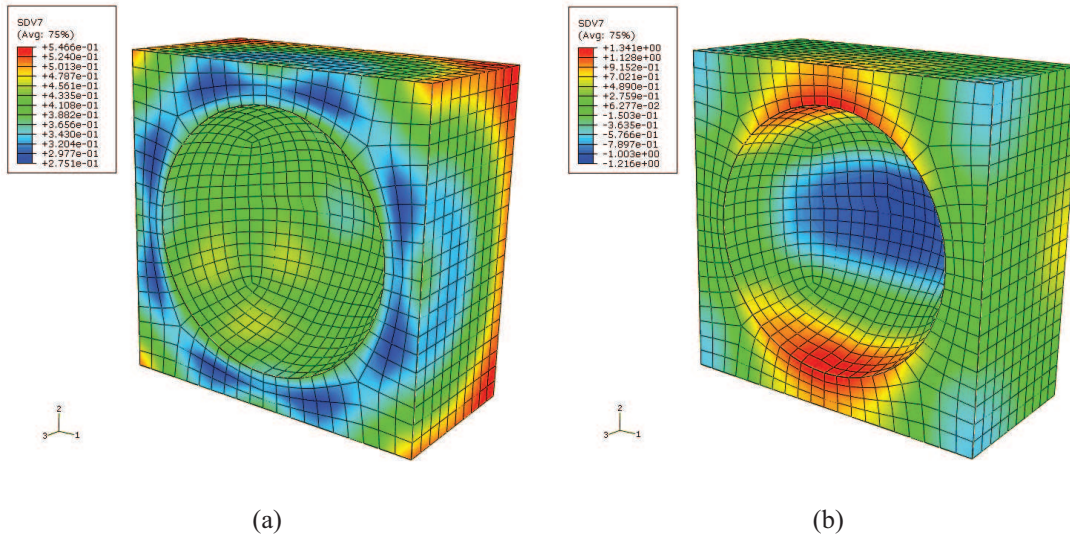 SDV7
(Avg: 75%)
+5.466e-01
+5.240e-01
+5.013e-01
+4.787e-01
+4.561e-01
+4.335e-01
+4.108e-01
+3.882e-01
+3.656e-01
+3.430e-01
+3.204e-01
+2.977e-01
+2.751e-01
2
3
1
(a)
SDV7
(Avg: 75%)
+1.341e+00
+1.128e+00
+9.152e-01
+7.021e-01
+4.890e-01
+2.759e-01
+6.277e-02
-1.503e-01
-3.635e-01
-5.766e-01
-7.897e-01
-1.003e+00
-1.216e+00
2
3
1
(b)